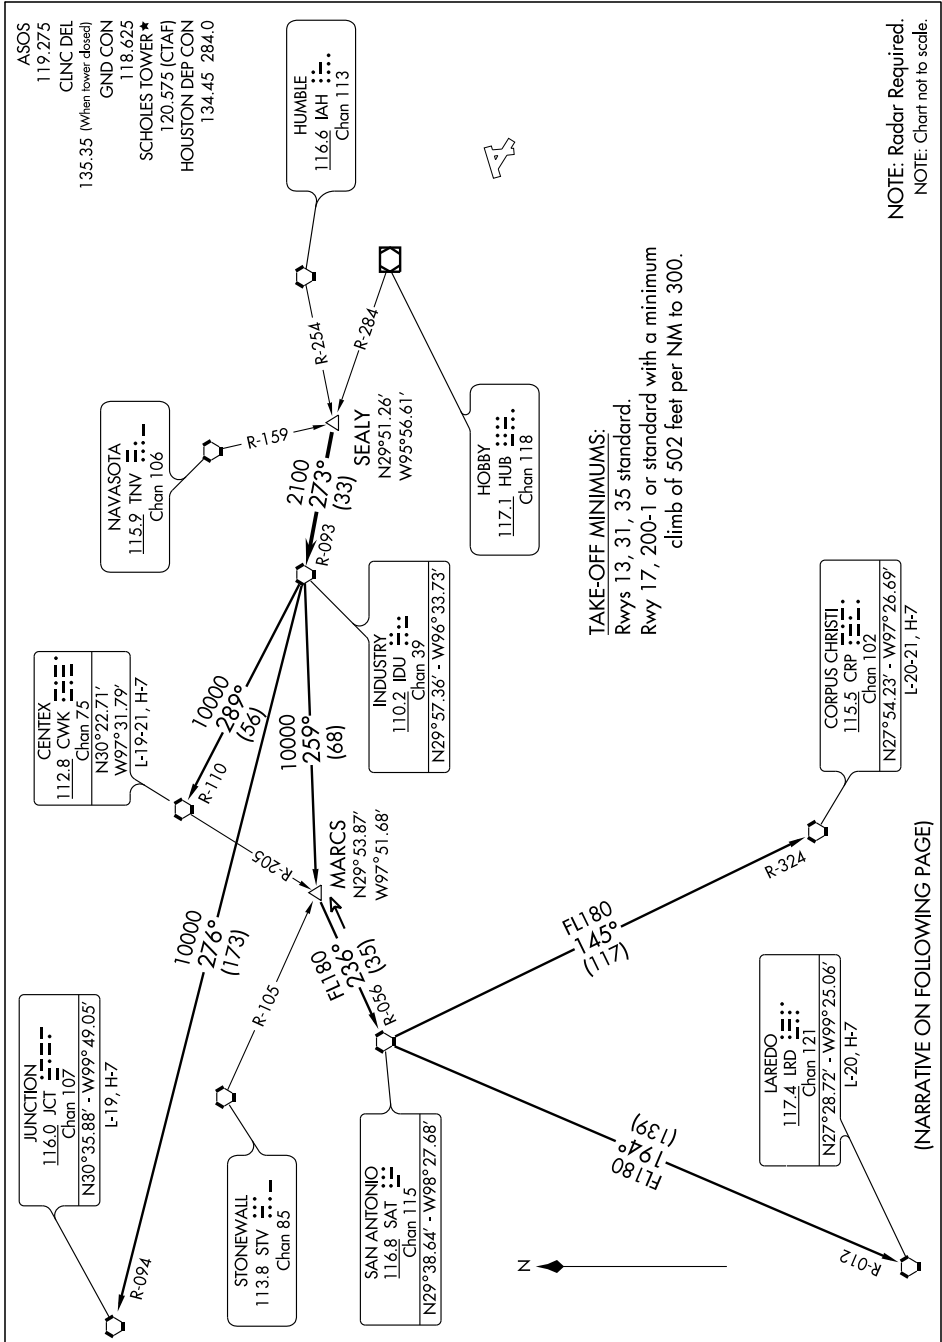 ASOS
119.275
CLNC DEL
135.35 (When tower closed)
GND CON
118.625
SCHOLES TOWER★
120.575 (CTAF)
HOUSTON DEP CON
134.45 284.0
JUNCTION
116.0 JCT
Chan 107
N30°35.88′ - W99°49.05′
L-19, H-7
CENTEX
112.8 CWK
Chan 75
N30°22.71′
W97°31.79′
L-19-21, H-7
NAVASOTA
115.9 TNV
Chan 106
HUMBLE
116.6 IAH
Chan 113
R-094
10000
276°
(173)
R-110
10000
289°
(56)
R-159
R-254
R-284
STONEWALL
113.8 STV
Chan 85
R-105
R-205
10000
259°
(68)
2100
273°
(33)
R-093
SEALY
N29°51.26′
W95°56.61′
MARCS
N29°53.87′
W97°51.68′
INDUSTRY
110.2 IDU
Chan 39
N29°57.36′ - W96°33.73′
HOBBY
117.1 HUB
Chan 118
SAN ANTONIO
116.8 SAT
Chan 115
N29°38.64′ - W98°27.68′
FL180
236°
(35)
R-056
FL180
194°
(139)
R-012
FL180
145°
(117)
R-324
N
TAKE-OFF MINIMUMS:
Rwys 13, 31, 35 standard.
Rwy 17, 200-1 or standard with a minimum
climb of 502 feet per NM to 300.
LAREDO
117.4 LRD
Chan 121
N27°28.72′ - W99°25.06′
L-20, H-7
CORPUS CHRISTI
115.5 CRP
Chan 102
N27°54.23′ - W97°26.69′
L-20-21, H-7
(NARRATIVE ON FOLLOWING PAGE)
NOTE: Radar Required.
NOTE: Chart not to scale.